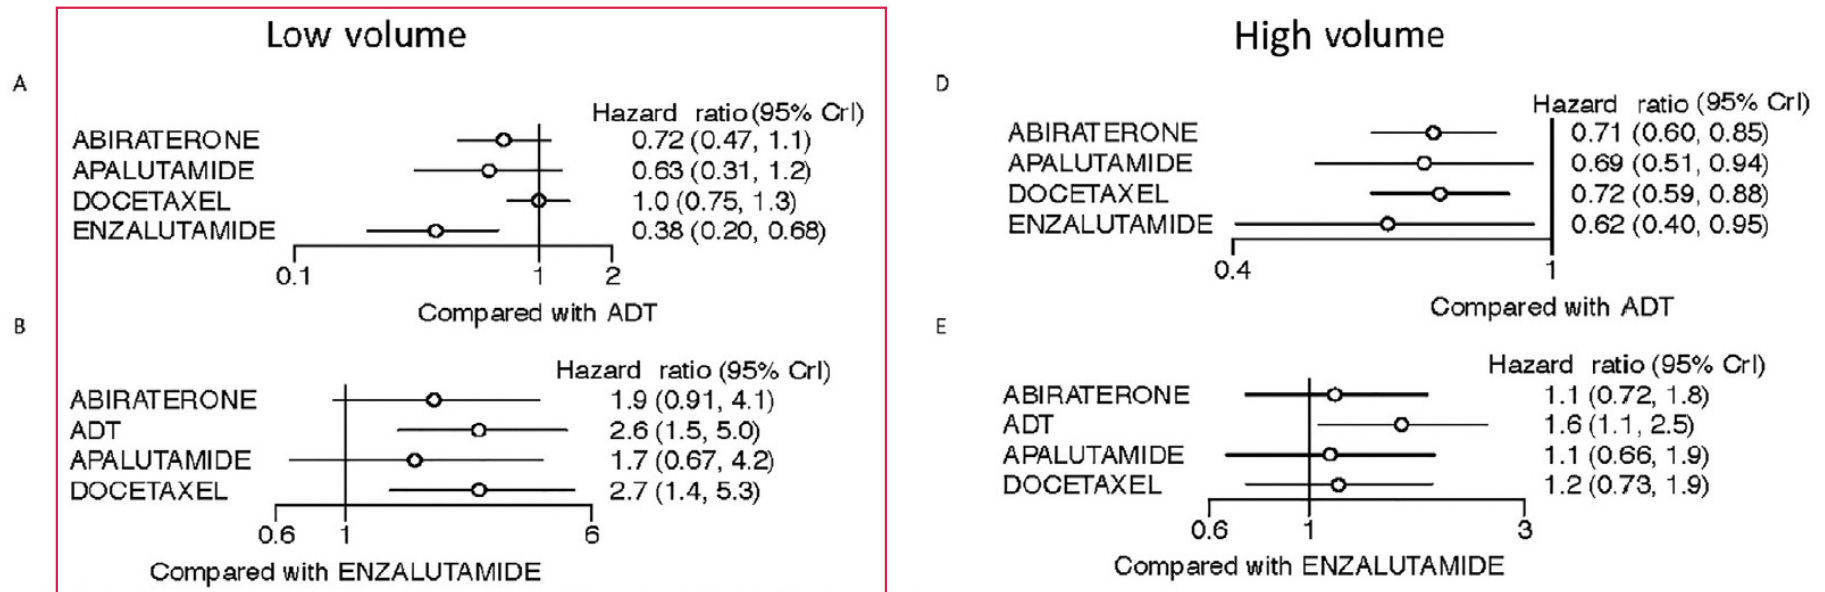 Low volume
A
Hazard ratio (95% CrI)
ABIRATERONE 0.72 (0.47, 1.1)
APALUTAMIDE 0.63 (0.31, 1.2)
DOCETAXEL 1.0 (0.75, 1.3)
ENZALUTAMIDE 0.38 (0.20, 0.68)
0.1 1 2
Compared with ADT
B
Hazard ratio (95% CrI)
ABIRATERONE 1.9 (0.91, 4.1)
ADT 2.6 (1.5, 5.0)
APALUTAMIDE 1.7 (0.67, 4.2)
DOCETAXEL 2.7 (1.4, 5.3)
0.6 1 6
Compared with ENZALUTAMIDE
High volume
D
Hazard ratio (95% CrI)
ABIRATERONE 0.71 (0.60, 0.85)
APALUTAMIDE 0.69 (0.51, 0.94)
DOCETAXEL 0.72 (0.59, 0.88)
ENZALUTAMIDE 0.62 (0.40, 0.95)
0.4 1
Compared with ADT
E
Hazard ratio (95% CrI)
ABIRATERONE 1.1 (0.72, 1.8)
ADT 1.6 (1.1, 2.5)
APALUTAMIDE 1.1 (0.66, 1.9)
DOCETAXEL 1.2 (0.73, 1.9)
0.6 1 3
Compared with ENZALUTAMIDE